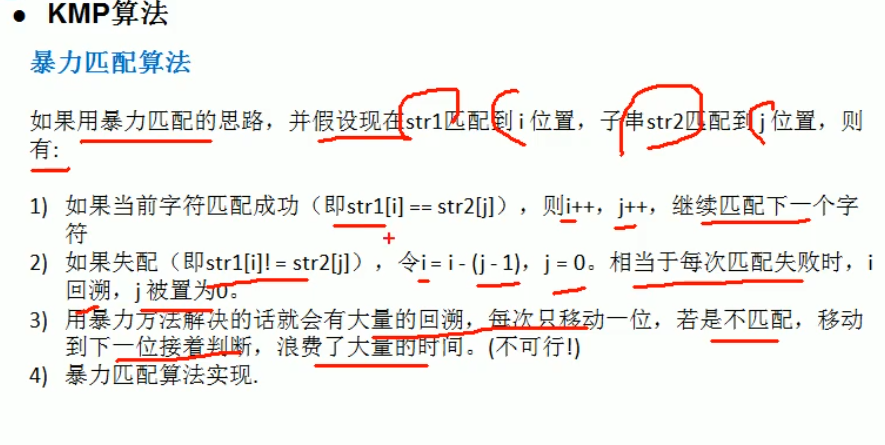 ● KMP算法
暴力匹配算法
如果用暴力匹配的思路，并假设现在str1匹配到 i 位置，子串str2匹配到 j 位置，则
有:
1) 如果当前字符匹配成功（即str1[i] == str2[j]），则i++，j++，继续匹配下一个字
符
2) 如果失配（即str1[i]! = str2[j]），令i = i - (j - 1)，j = 0。相当于每次匹配失败时，i
回溯，j 被置为0。
3) 用暴力方法解决的话就会有大量的回溯，每次只移动一位，若是不匹配，移动
到下一位接着判断，浪费了大量的时间。(不可行!)
4) 暴力匹配算法实现.